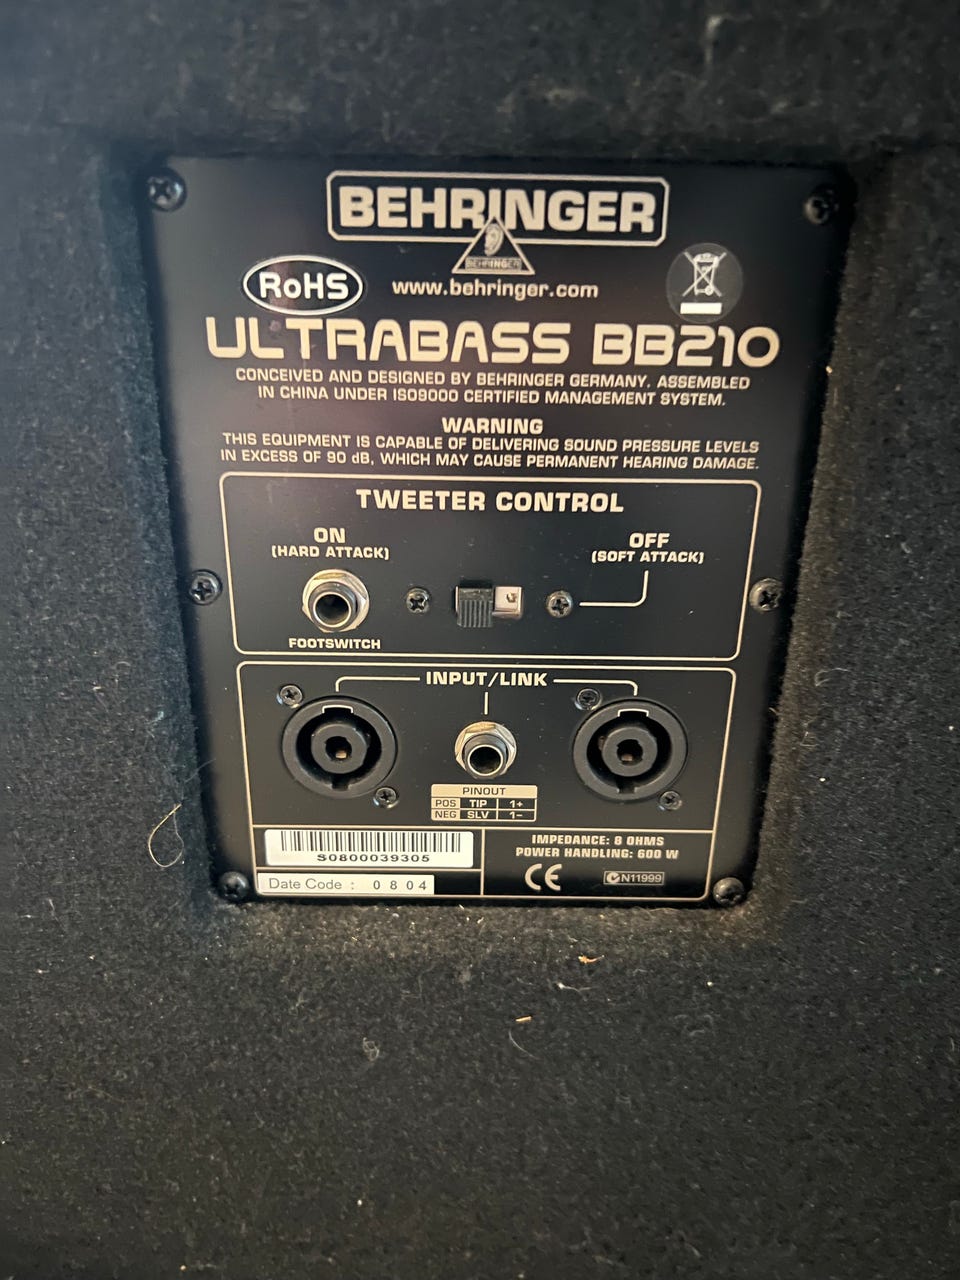 BEHRINGER
BEHRINGER
RoHS
www.behringer.com
ULTRABASS BB210
CONCEIVED AND DESIGNED BY BEHRINGER GERMANY. ASSEMBLED
IN CHINA UNDER ISO9000 CERTIFIED MANAGEMENT SYSTEM.
WARNING
THIS EQUIPMENT IS CAPABLE OF DELIVERING SOUND PRESSURE LEVELS
IN EXCESS OF 90 dB, WHICH MAY CAUSE PERMANENT HEARING DAMAGE.
TWEETER CONTROL
ON
(HARD ATTACK)
OFF
(SOFT ATTACK)
FOOTSWITCH
INPUT/LINK
PINOUT
POS TIP 1+
NEG SLV 1-
S0800039305
Date Code : 0804
IMPEDANCE: 8 OHMS
POWER HANDLING: 600 W
CE N11999